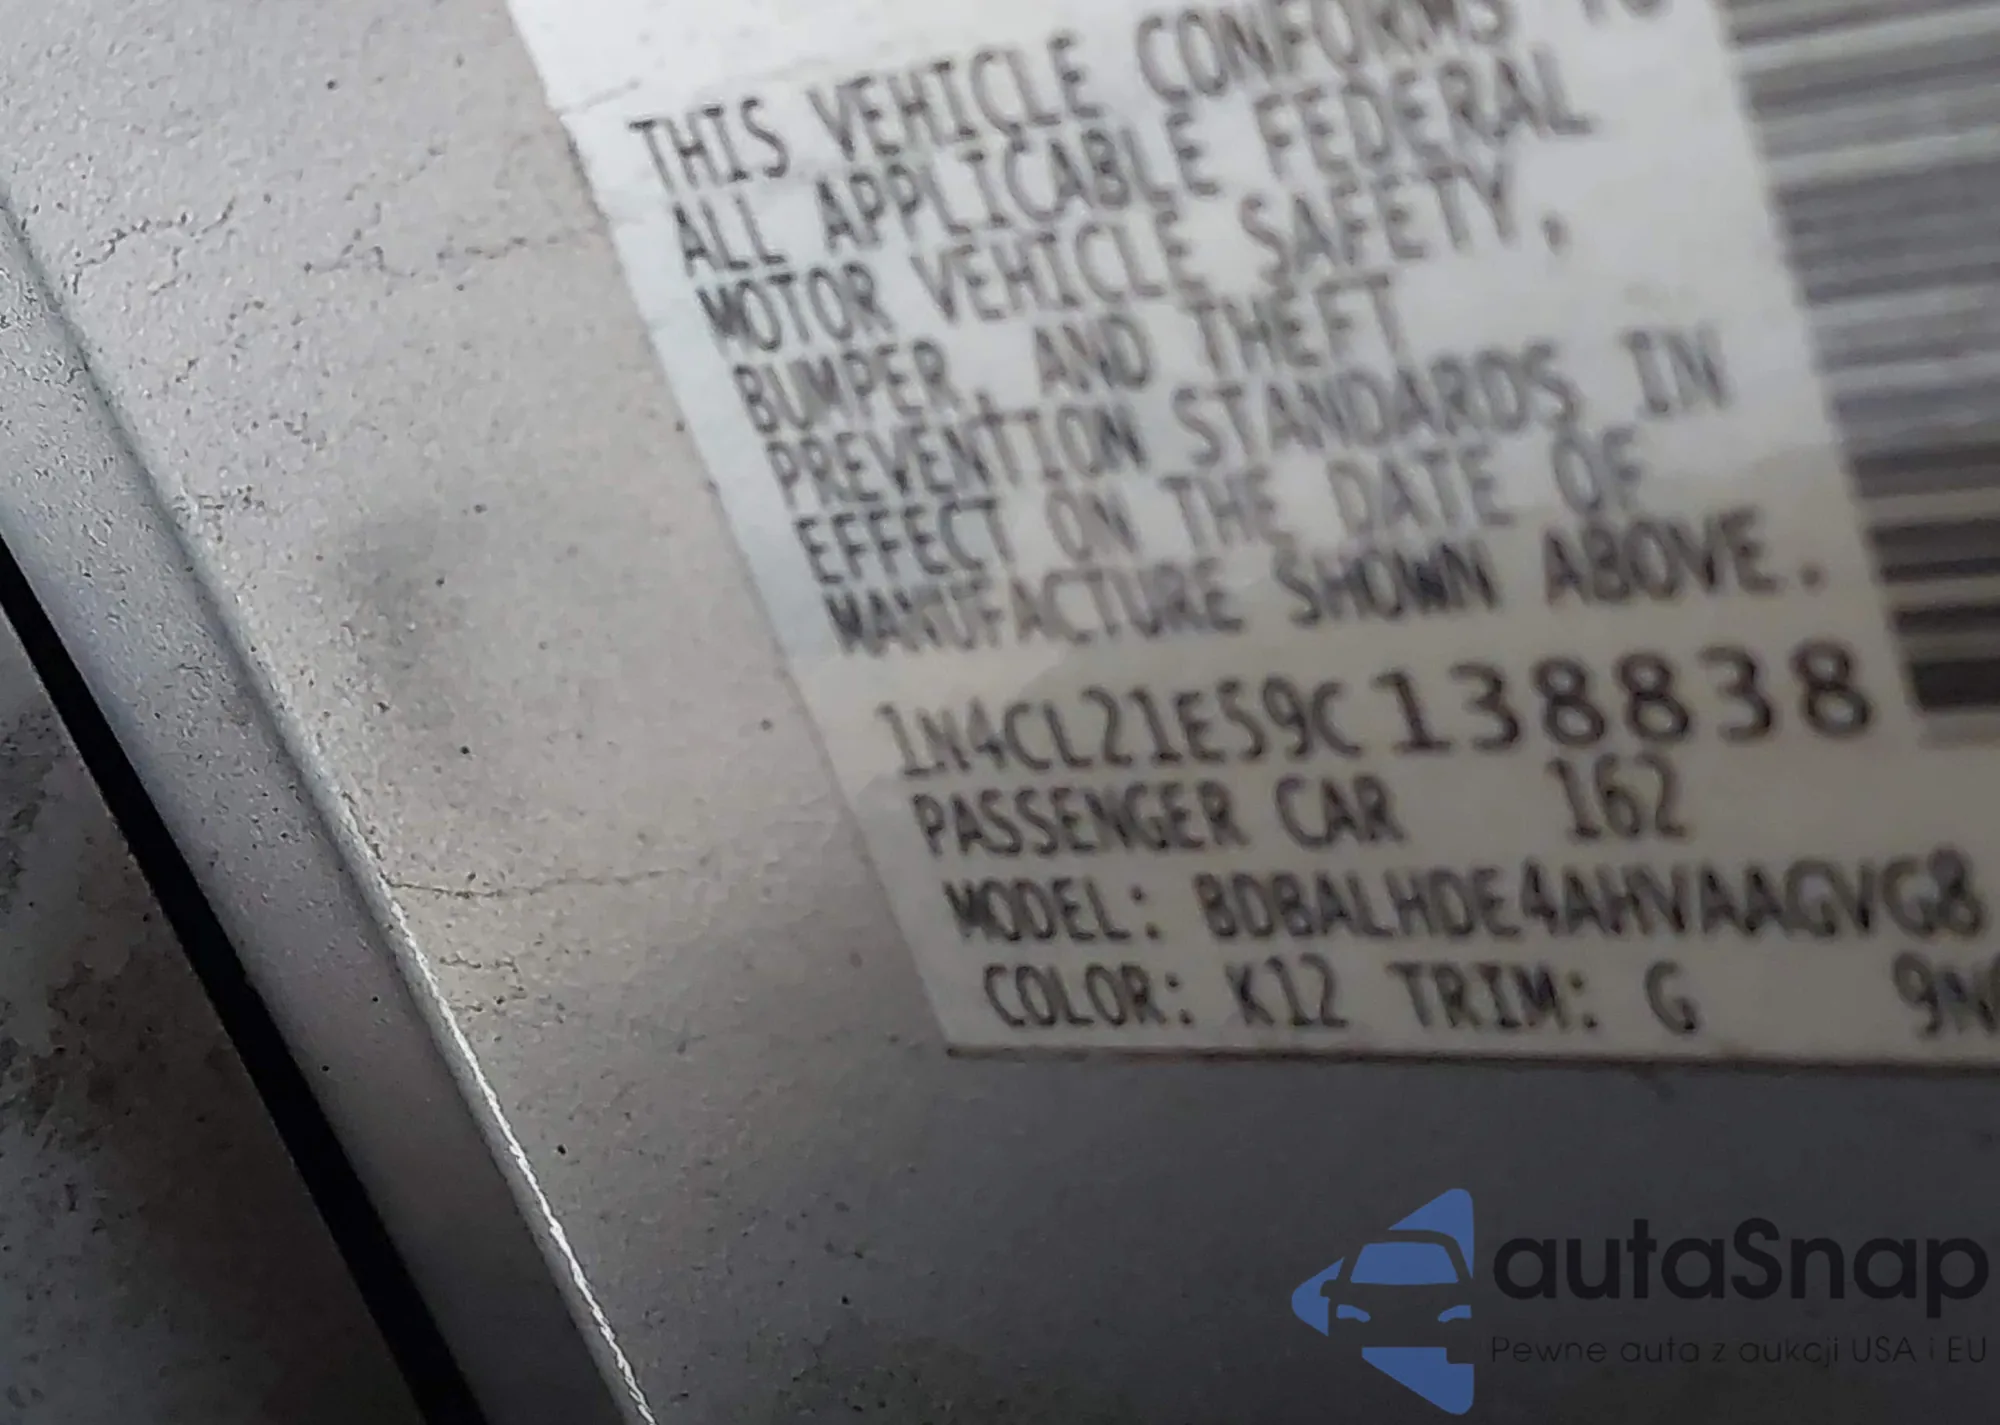 THIS VEHICLE CONFORMS TO
ALL APPLICABLE FEDERAL
MOTOR VEHICLE SAFETY,
BUMPER, AND THEFT
PREVENTION STANDARDS IN
EFFECT ON THE DATE OF
MANUFACTURE SHOWN ABOVE.
1N4CL21E59C138838
PASSENGER CAR 162
MODEL: BDBALHDE4AHVAAGVG8
COLOR: K12 TRIM: G
autaSnap
Pewne auta z aukcji USA i EU